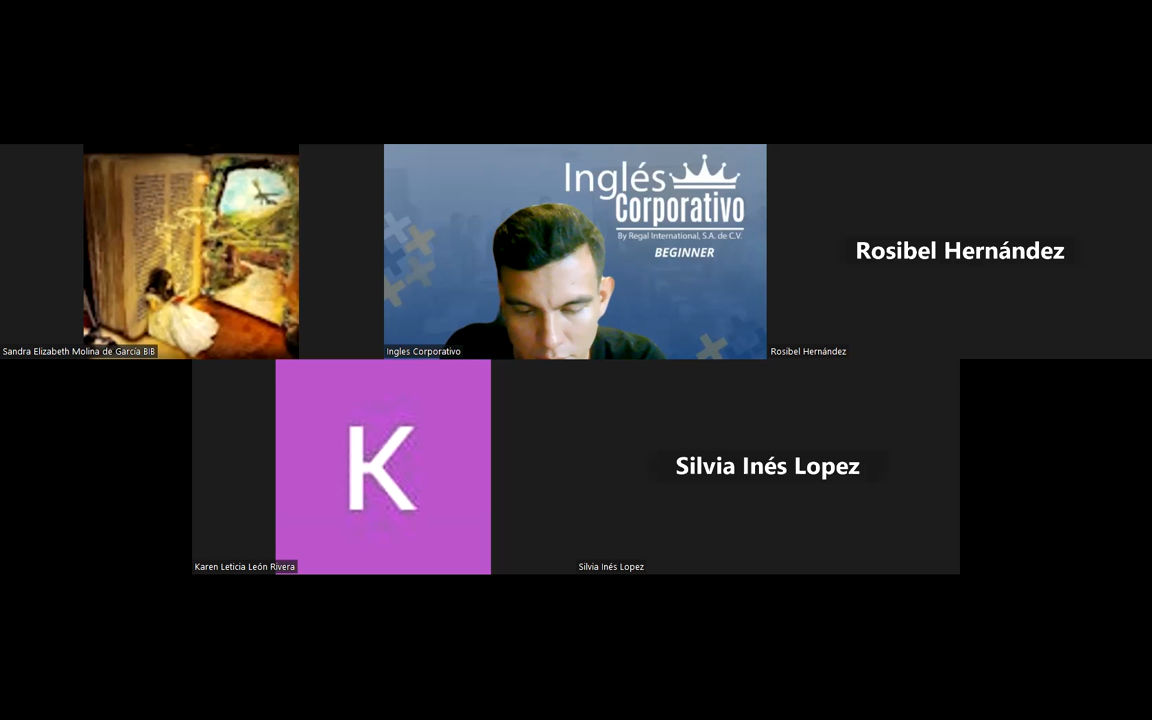 Inglés
Corporativo
By Regal International, S.A. de C.V.
BEGINNER
Rosibel Hernández
Sandra Elizabeth Molina de García BIB
Ingles Corporativo
Rosibel Hernández
K
Silvia Inés Lopez
Karen Leticia León Rivera
Silvia Inés Lopez